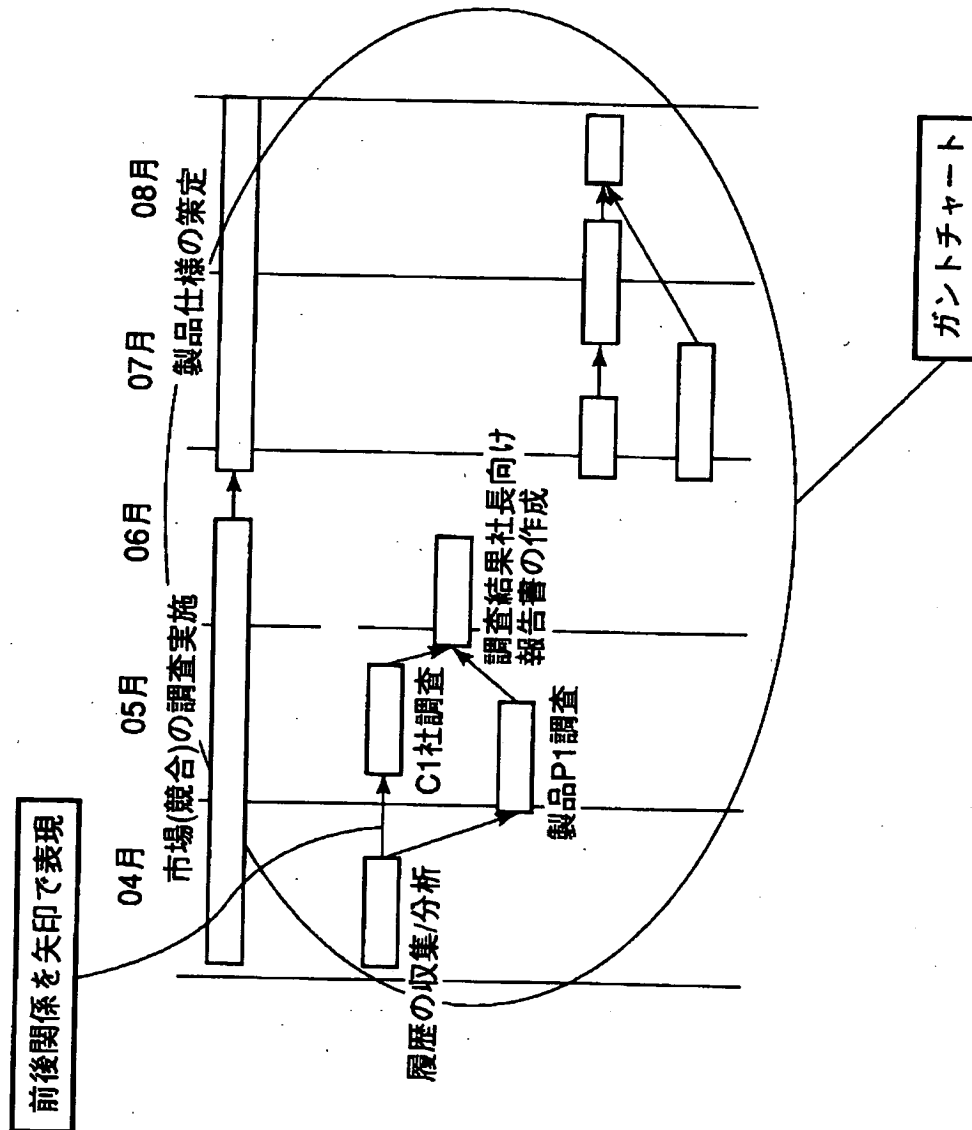 前後関係を矢印で表現
04月 05月 06月 07月 08月
市場(競合)の調査実施
製品仕様の策定
履歴の収集/分析
C1社調査
調査結果社長向け
報告書の作成
製品P1調査
ガントチャート